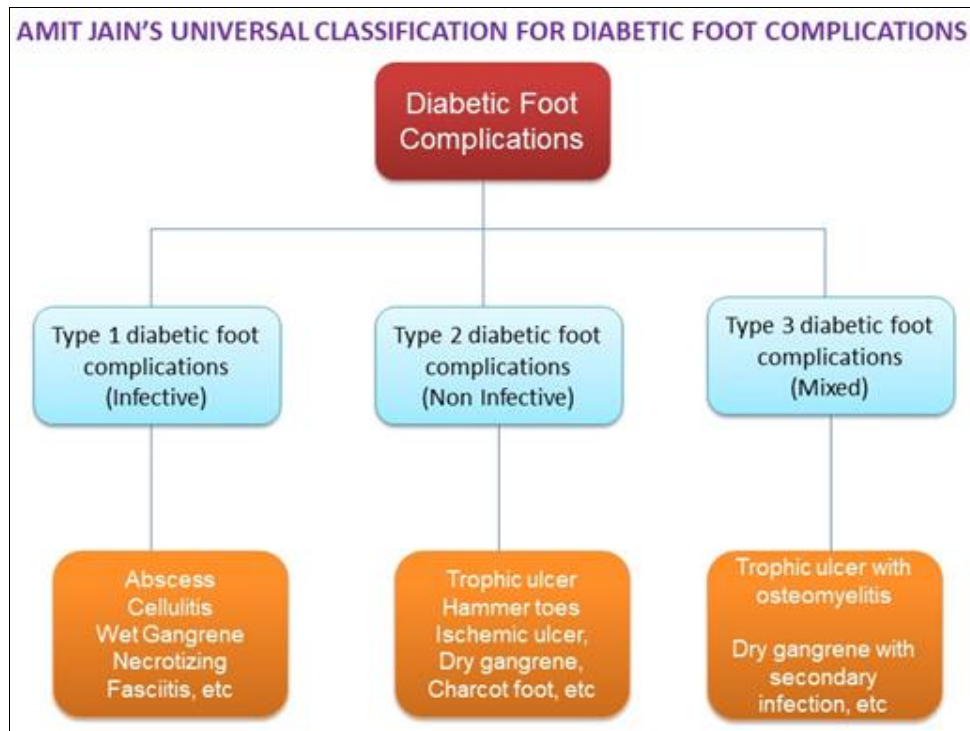 AMIT JAIN'S UNIVERSAL CLASSIFICATION FOR DIABETIC FOOT COMPLICATIONS
Diabetic Foot
Complications
Type 1 diabetic foot
complications
(Infective)
Type 2 diabetic foot
complications
(Non Infective)
Type 3 diabetic foot
complications
(Mixed)
Abscess
Cellulitis
Wet Gangrene
Necrotizing
Fasciitis, etc
Trophic ulcer
Hammer toes
Ischemic ulcer,
Dry gangrene,
Charcot foot, etc
Trophic ulcer with
osteomyelitis
Dry gangrene with
secondary
infection, etc